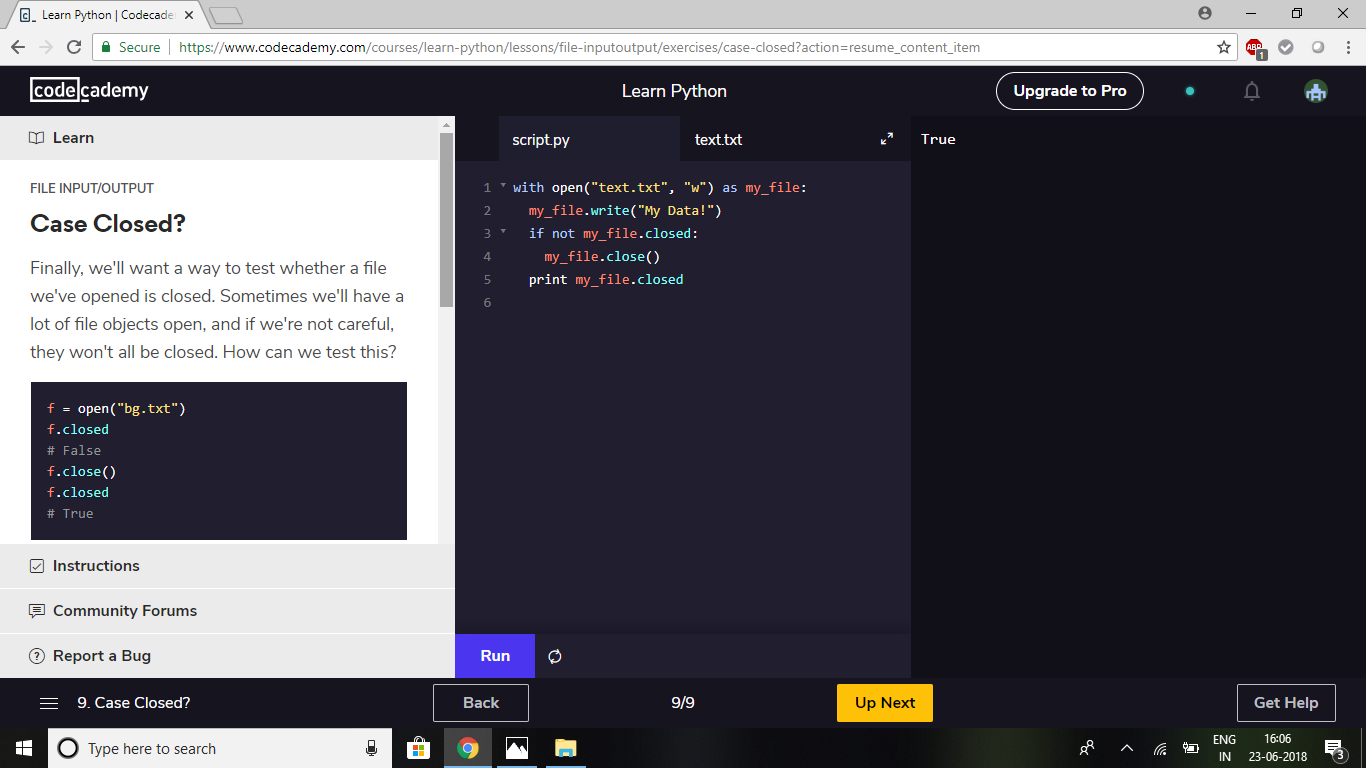 Learn Python | Codecade
Secure
https://www.codecademy.com/courses/learn-python/lessons/file-inputoutput/exercises/case-closed?action=resume_content_item
ABP
1
codecademy
Learn Python
Upgrade to Pro
Learn
FILE INPUT/OUTPUT
Case Closed?
Finally, we'll want a way to test whether a file
we've opened is closed. Sometimes we'll have a
lot of file objects open, and if we're not careful,
they won't all be closed. How can we test this?
f = open("bg.txt")
f.closed
# False
f.close()
f.closed
# True
Instructions
Community Forums
Report a Bug
script.py
text.txt
1 with open("text.txt", "w") as my_file:
2 my_file.write("My Data!")
3 if not my_file.closed:
4 my_file.close()
5 print my_file.closed
6
Run
True
9. Case Closed?
Back
9/9
Up Next
Get Help
Type here to search
ENG
IN
16:06
23-06-2018
3